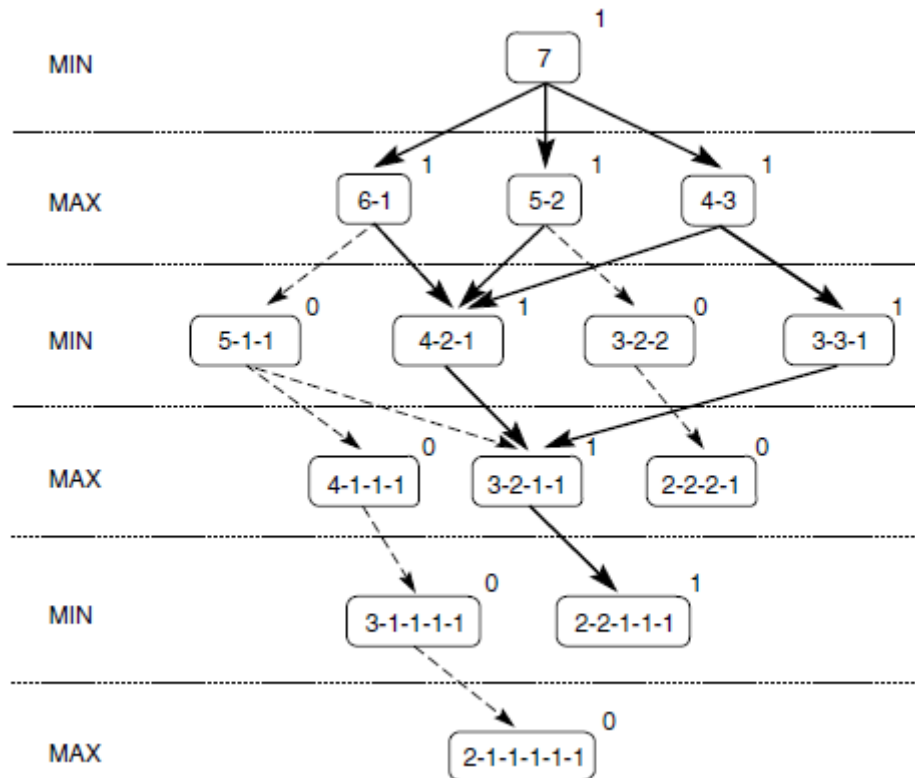 1
MIN 7
1 1 1
MAX 6-1 5-2 4-3
0 1 0 1
MIN 5-1-1 4-2-1 3-2-2 3-3-1
0 1 0
MAX 4-1-1-1 3-2-1-1 2-2-2-1
0 1
MIN 3-1-1-1-1 2-2-1-1-1
0
MAX 2-1-1-1-1-1